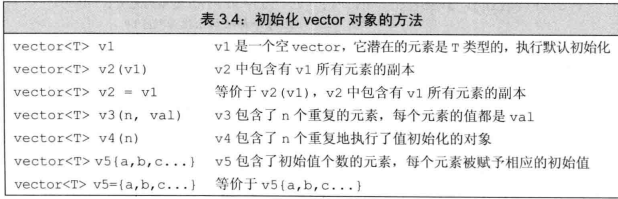 表 3.4：初始化 vector 对象的方法
vector<T> v1 v1 是一个空 vector，它潜在的元素是 T 类型的，执行默认初始化
vector<T> v2(v1) v2 中包含有 v1 所有元素的副本
vector<T> v2 = v1 等价于 v2(v1)，v2 中包含有 v1 所有元素的副本
vector<T> v3(n, val) v3 包含了 n 个重复的元素，每个元素的值都是 val
vector<T> v4(n) v4 包含了 n 个重复地执行了值初始化的对象
vector<T> v5{a,b,c...} v5 包含了初始值个数的元素，每个元素被赋予相应的初始值
vector<T> v5={a,b,c...} 等价于 v5{a,b,c...}